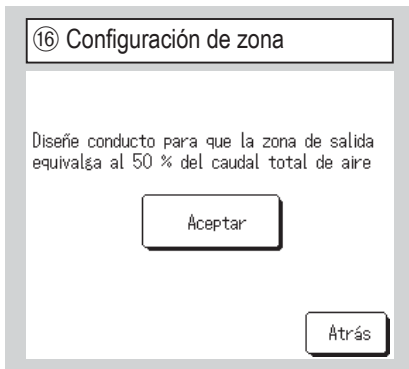 ⑯ Configuración de zona
Diseñe conducto para que la zona de salida
equivalga al 50 % del caudal total de aire
Aceptar
Atrás